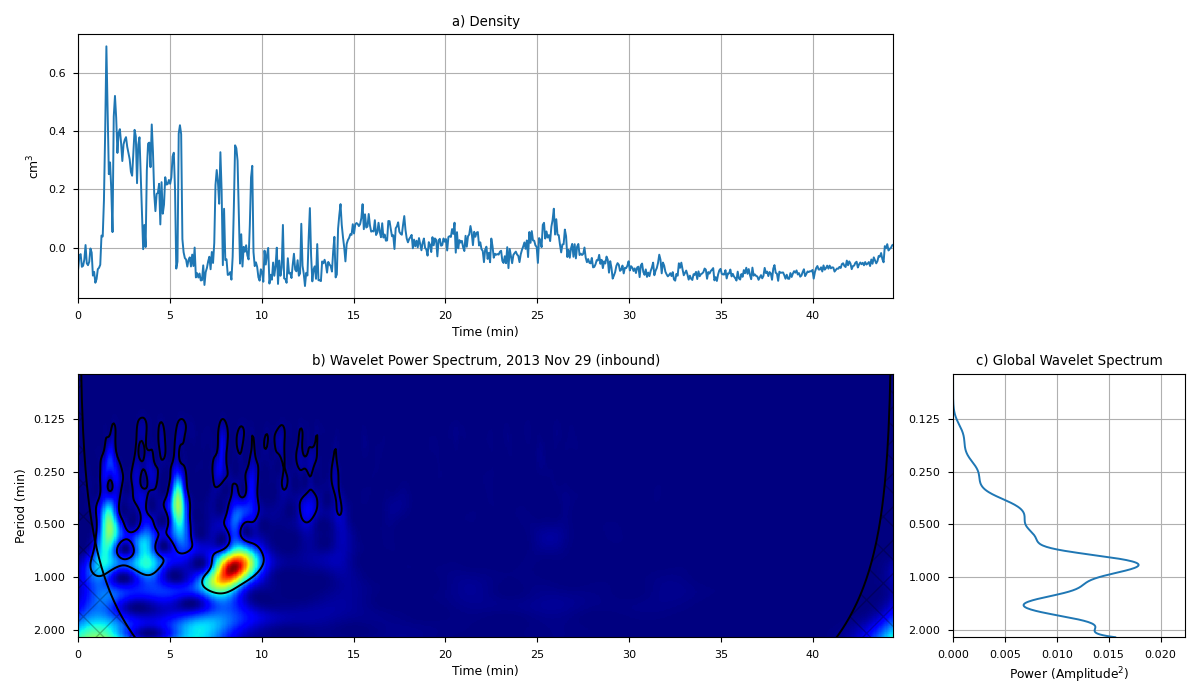 a) Density
cm³
0.6
0.4
0.2
0.0
0 5 10 15 20 25 30 35 40
Time (min)
b) Wavelet Power Spectrum, 2013 Nov 29 (inbound)
Period (min)
0.125
0.250
0.500
1.000
2.000
0 5 10 15 20 25 30 35 40
Time (min)
c) Global Wavelet Spectrum
0.125
0.250
0.500
1.000
2.000
0.000 0.005 0.010 0.015 0.020
Power (Amplitude²)